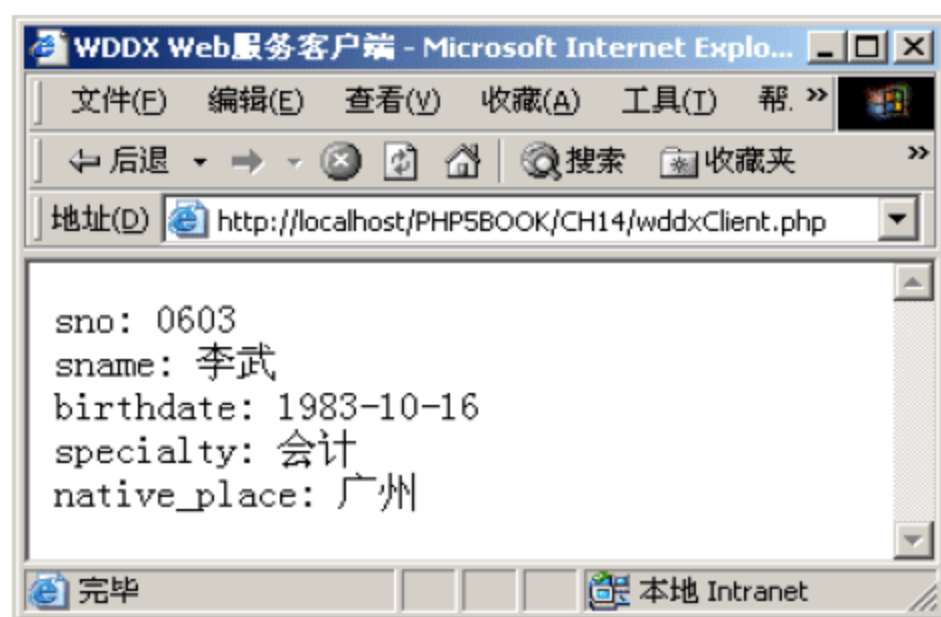 WDDX Web服务客户端 - Microsoft Internet Explo...
文件(F) 编辑(E) 查看(V) 收藏(A) 工具(T) 帮. »
后退 搜索 收藏夹 »
地址(D) http://localhost/PHP5BOOK/CH14/wddxClient.php
sno: 0603
sname: 李武
birthdate: 1983-10-16
specialty: 会计
native_place: 广州
完毕 本地 Intranet